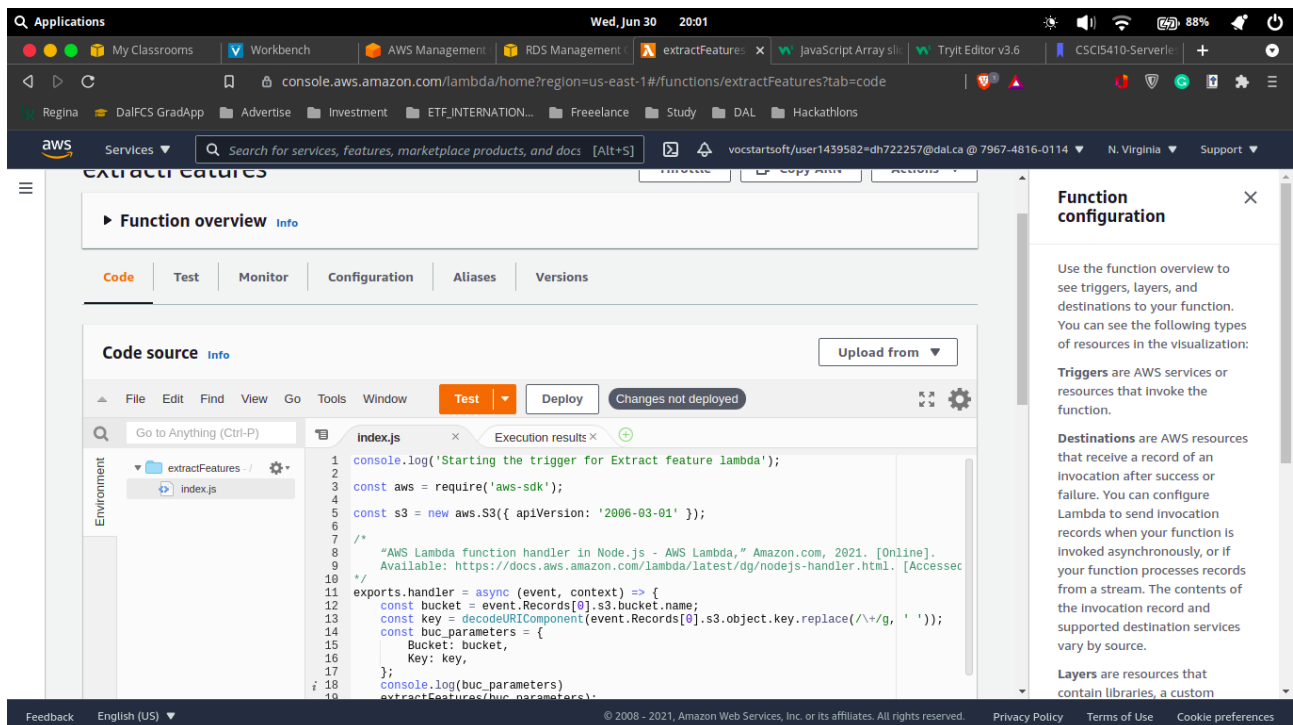 Applications Wed, Jun 30 20:01 88%
My Classrooms Workbench AWS Management RDS Management extractFeatures JavaScript Array slic Tryit Editor v3.6 CSCI5410-Serverles
console.aws.amazon.com/lambda/home?region=us-east-1#/functions/extractFeatures?tab=code
Regina DalFCS GradApp Advertise Investment ETF_INTERNATION... Freeelance Study DAL Hackathlons
aws Services ▼ Search for services, features, marketplace products, and docs [Alt+S] vocstartsoft/user1439582=dh722257@dal.ca @ 7967-4816-0114 ▼ N. Virginia ▼ Support ▼
extractFeatures Throttle Copy ARN Actions
Function overview Info
Code Test Monitor Configuration Aliases Versions
Code source Info Upload from ▼
File Edit Find View Go Tools Window Test Deploy Changes not deployed
Go to Anything (Ctrl-P) index.js × Execution results ×
Environment
extractFeatures - /
index.js
1 console.log('Starting the trigger for Extract feature lambda');
2
3 const aws = require('aws-sdk');
4
5 const s3 = new aws.S3({ apiVersion: '2006-03-01' });
6
7 /*
8 “AWS Lambda function handler in Node.js - AWS Lambda,” Amazon.com, 2021. [Online].
9 Available: https://docs.aws.amazon.com/lambda/latest/dg/nodejs-handler.html. [Accessed
10 */
11 exports.handler = async (event, context) => {
12 const bucket = event.Records[0].s3.bucket.name;
13 const key = decodeURIComponent(event.Records[0].s3.object.key.replace(/\+/g, ' '));
14 const buc_parameters = {
15 Bucket: bucket,
16 Key: key,
17 };
i 18 console.log(buc_parameters)
19 extractFeatures(buc_parameters);
Function
configuration
Use the function overview to
see triggers, layers, and
destinations to your function.
You can see the following types
of resources in the visualization:
Triggers are AWS services or
resources that invoke the
function.
Destinations are AWS resources
that receive a record of an
invocation after success or
failure. You can configure
Lambda to send invocation
records when your function is
invoked asynchronously, or if
your function processes records
from a stream. The contents of
the invocation record and
supported destination services
vary by source.
Layers are resources that
contain libraries, a custom
Feedback English (US) ▼ © 2008 - 2021, Amazon Web Services, Inc. or its affiliates. All rights reserved. Privacy Policy Terms of Use Cookie preferences